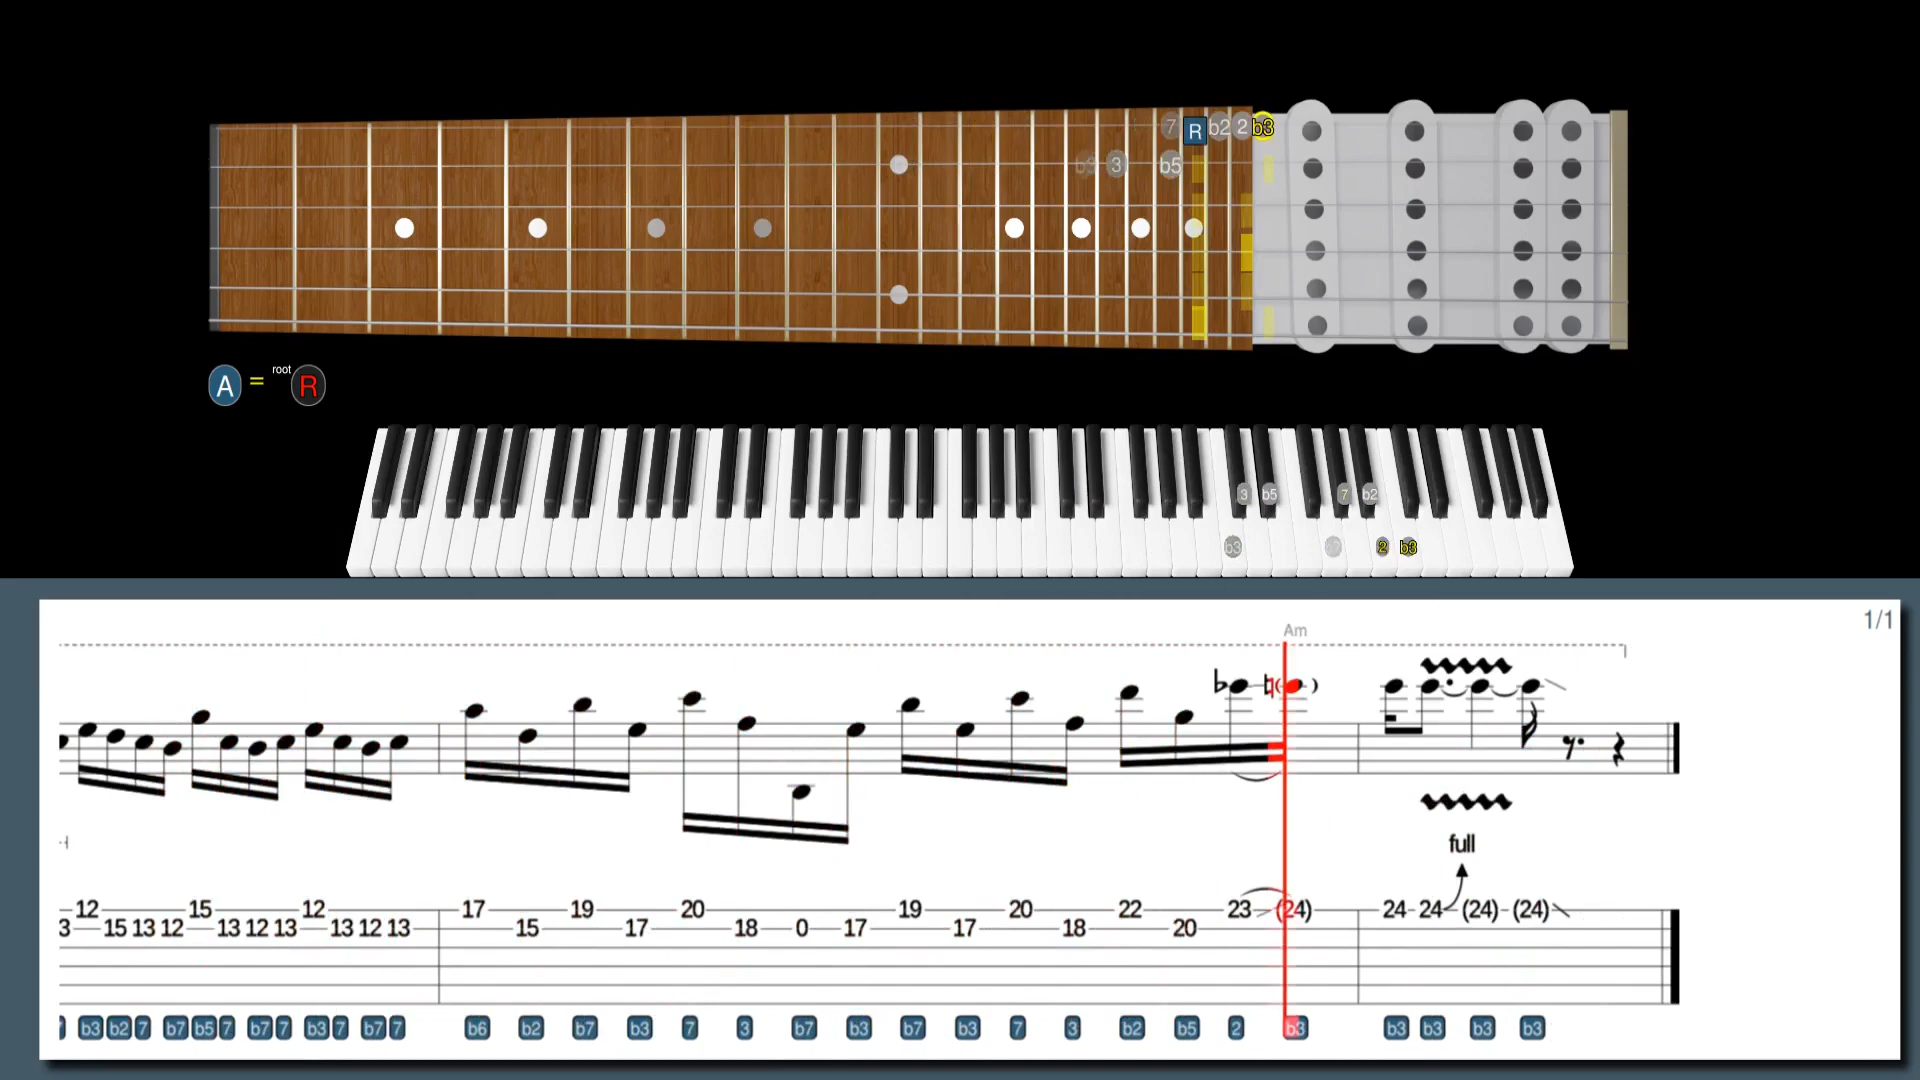 7 R b2 2 b3
b3 3 b5
A = root R
3 b5 7 b2
b3 b7 2 b3
1/1
Am
full
12 15 12 17 19 20 19 20 22 23 (24) 24 24 (24) (24)
3 15 13 12 13 12 13 13 12 13 15 17 18 0 17 17 18 20
b3 b2 7 b7 b5 7 b7 7 b3 7 b7 7 b6 b2 b7 b3 7 3 b7 b3 b7 b3 7 3 b2 b5 2 b3 b3 b3 b3 b3